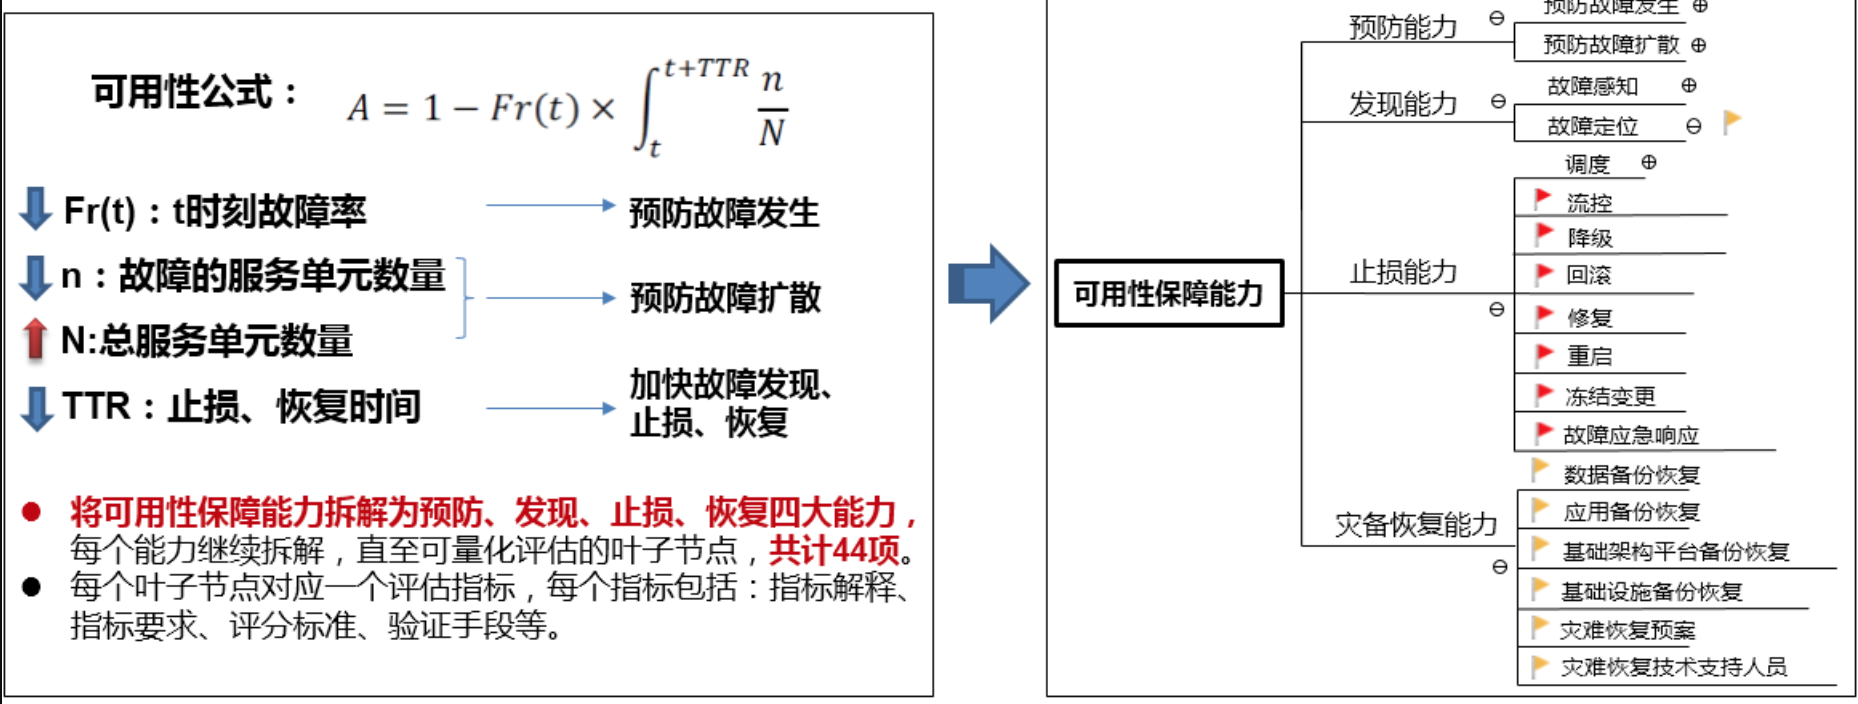 可用性公式：
A = 1 − Fr(t) × ∫_t^{t+TTR} n/N
Fr(t)：t时刻故障率
预防故障发生
n：故障的服务单元数量
预防故障扩散
N:总服务单元数量
TTR：止损、恢复时间
加快故障发现、
止损、恢复
● 将可用性保障能力拆解为预防、发现、止损、恢复四大能力，
每个能力继续拆解，直至可量化评估的叶子节点，共计44项。
● 每个叶子节点对应一个评估指标，每个指标包括：指标解释、
指标要求、评分标准、验证手段等。
可用性保障能力
预防能力
预防故障发生
预防故障扩散
发现能力
故障感知
故障定位
止损能力
调度
流控
降级
回滚
修复
重启
冻结变更
故障应急响应
灾备恢复能力
数据备份恢复
应用备份恢复
基础架构平台备份恢复
基础设施备份恢复
灾难恢复预案
灾难恢复技术支持人员